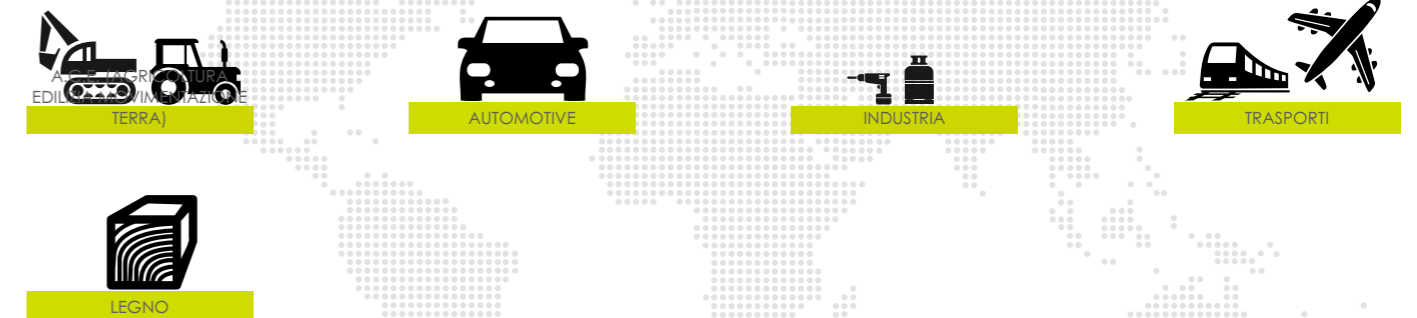 A.C.E. (AGRICOLTURA
EDILIZIA MOVIMENTAZIONE
TERRA)
AUTOMOTIVE
INDUSTRIA
TRASPORTI
LEGNO